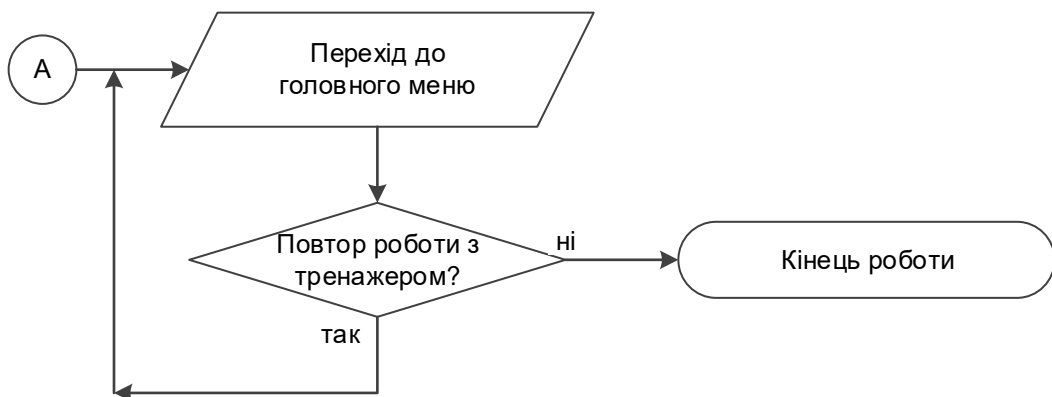 А
Перехід до
головного меню
Повтор роботи з
тренажером?
ні
Кінець роботи
так